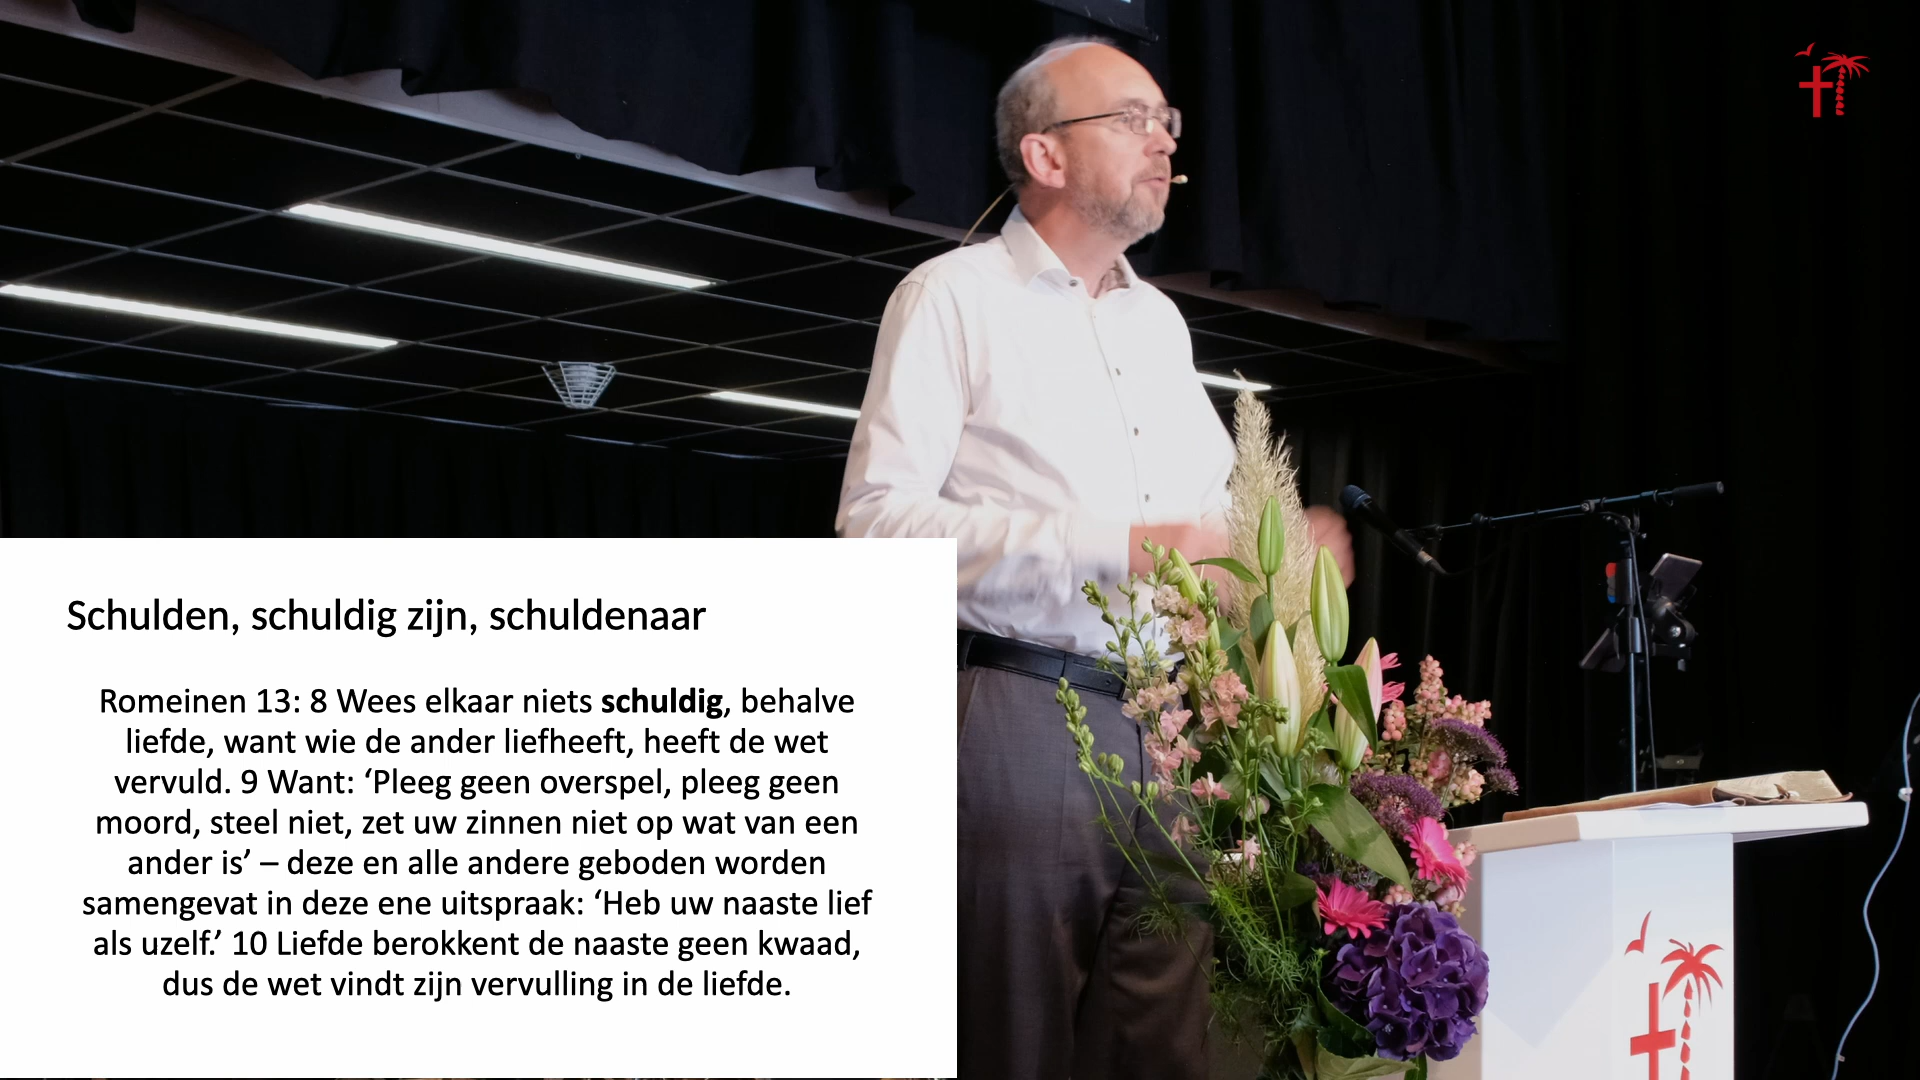 Schulden, schuldig zijn, schuldenaar
Romeinen 13: 8 Wees elkaar niets schuldig, behalve
liefde, want wie de ander liefheeft, heeft de wet
vervuld. 9 Want: ‘Pleeg geen overspel, pleeg geen
moord, steel niet, zet uw zinnen niet op wat van een
ander is’ – deze en alle andere geboden worden
samengevat in deze ene uitspraak: ‘Heb uw naaste lief
als uzelf.’ 10 Liefde berokkent de naaste geen kwaad,
dus de wet vindt zijn vervulling in de liefde.